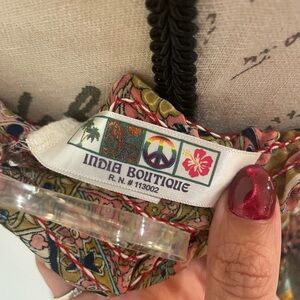 INDIA BOUTIQUE
R. N. # 113002